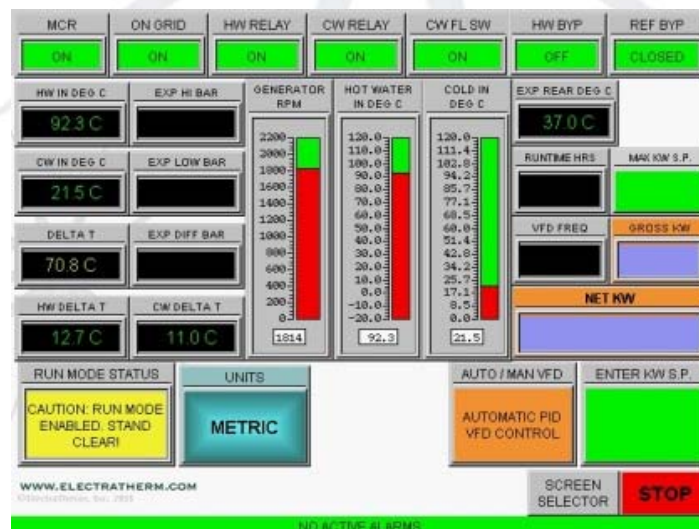 MCR ON GRID HW RELAY CW RELAY CW FL SW HW BYP REF BYP
ON ON ON ON ON OFF CLOSED
HW IN DEG C EXP HI BAR GENERATOR RPM HOT WATER IN DEG C COLD IN DEG C EXP REAR DEG C
92.3 C 37.0 C
CW IN DEG C EXP LOW BAR RUNTIME HRS MAX KW S.P.
21.5 C
DELTA T EXP DIFF BAR VFD FREQ GROSS KW
70.8 C
HW DELTA T CW DELTA T NET KW
12.7 C 11.0 C
2200
2000
1800
1600
1400
1200
1000
800
600
400
200
0
1814
120.0
110.0
100.0
90.0
80.0
70.0
60.0
50.0
40.0
30.0
20.0
10.0
0.0
-10.0
-20.0
92.3
120.0
111.4
102.8
94.2
85.7
77.1
68.5
60.0
51.4
42.8
34.2
25.7
17.1
8.5
0.0
21.5
RUN MODE STATUS UNITS AUTO / MAN VFD ENTER KW S.P.
CAUTION: RUN MODE
ENABLED. STAND
CLEAR!
METRIC
AUTOMATIC PID
VFD CONTROL
WWW.ELECTRATHERM.COM
SCREEN
SELECTOR
STOP
NO ACTIVE ALARMS